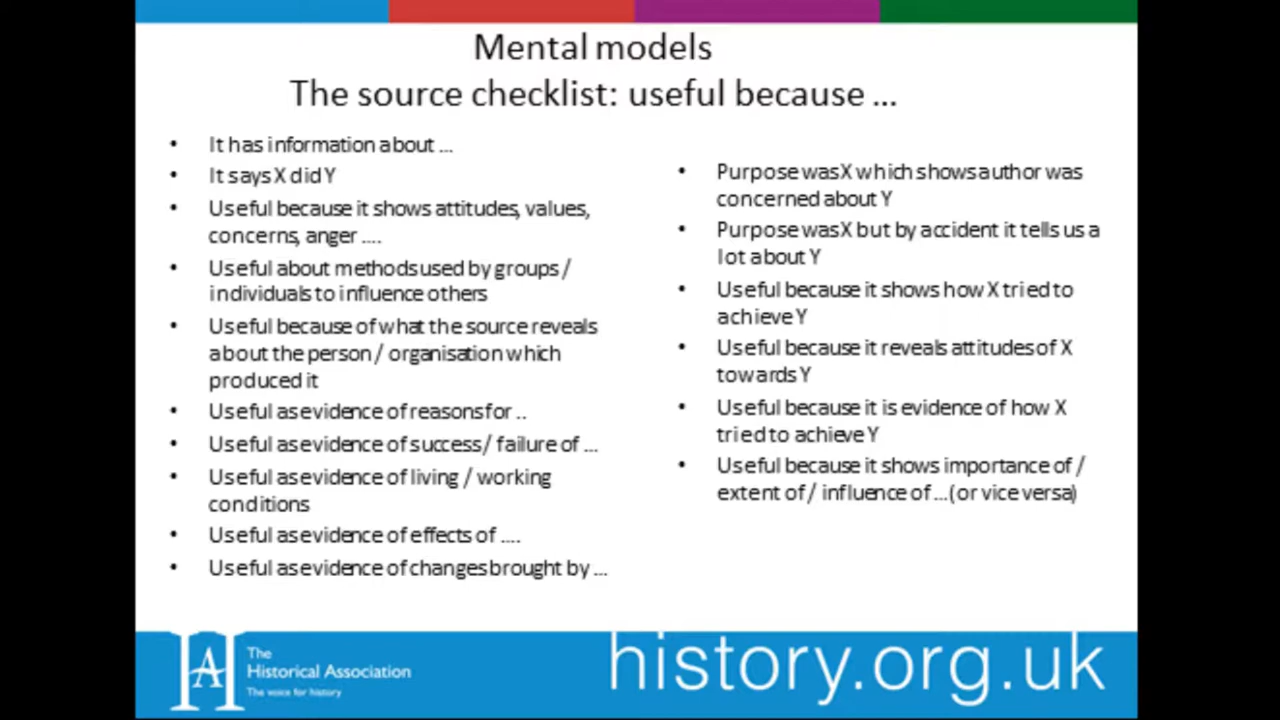 Mental models
The source checklist: useful because ...
• It has information about ...
• It says X did Y
• Useful because it shows attitudes, values,
concerns, anger ....
• Useful about methods used by groups /
individuals to influence others
• Useful because of what the source reveals
about the person / organisation which
produced it
• Useful as evidence of reasons for ..
• Useful as evidence of success / failure of ...
• Useful as evidence of living / working
conditions
• Useful as evidence of effects of ....
• Useful as evidence of changes brought by ...
• Purpose was X which shows author was
concerned about Y
• Purpose was X but by accident it tells us a
lot about Y
• Useful because it shows how X tried to
achieve Y
• Useful because it reveals attitudes of X
towards Y
• Useful because it is evidence of how X
tried to achieve Y
• Useful because it shows importance of /
extent of / influence of ...(or vice versa)
HA
The
Historical Association
The voice for history
history.org.uk